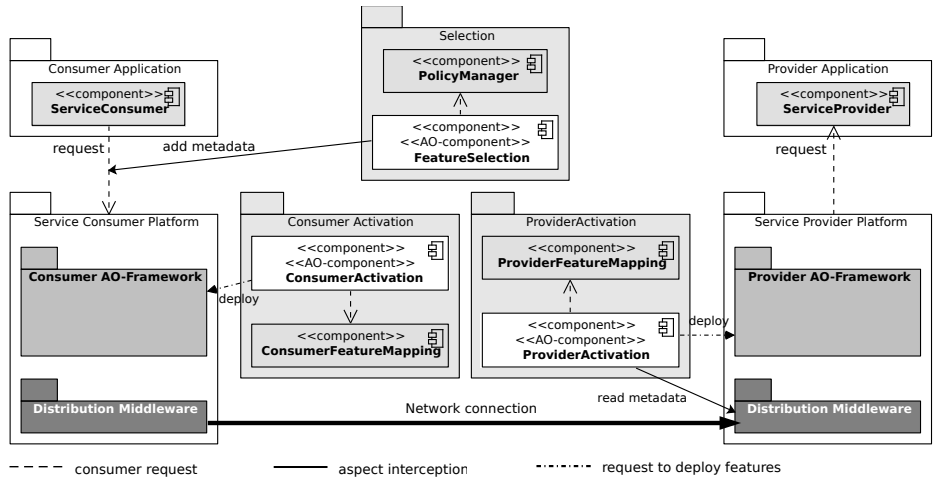 Selection
<<component>>
PolicyManager
<<component>>
<<AO-component>>
FeatureSelection
Consumer Application
<<component>>
ServiceConsumer
Provider Application
<<component>>
ServiceProvider
request
add metadata
request
Service Consumer Platform
Consumer AO-Framework
Distribution Middleware
Consumer Activation
<<component>>
<<AO-component>>
ConsumerActivation
deploy
<<component>>
ConsumerFeatureMapping
ProviderActivation
<<component>>
ProviderFeatureMapping
<<component>>
<<AO-component>>
ProviderActivation
deploy
read metadata
Service Provider Platform
Provider AO-Framework
Distribution Middleware
Network connection
consumer request
aspect interception
request to deploy features